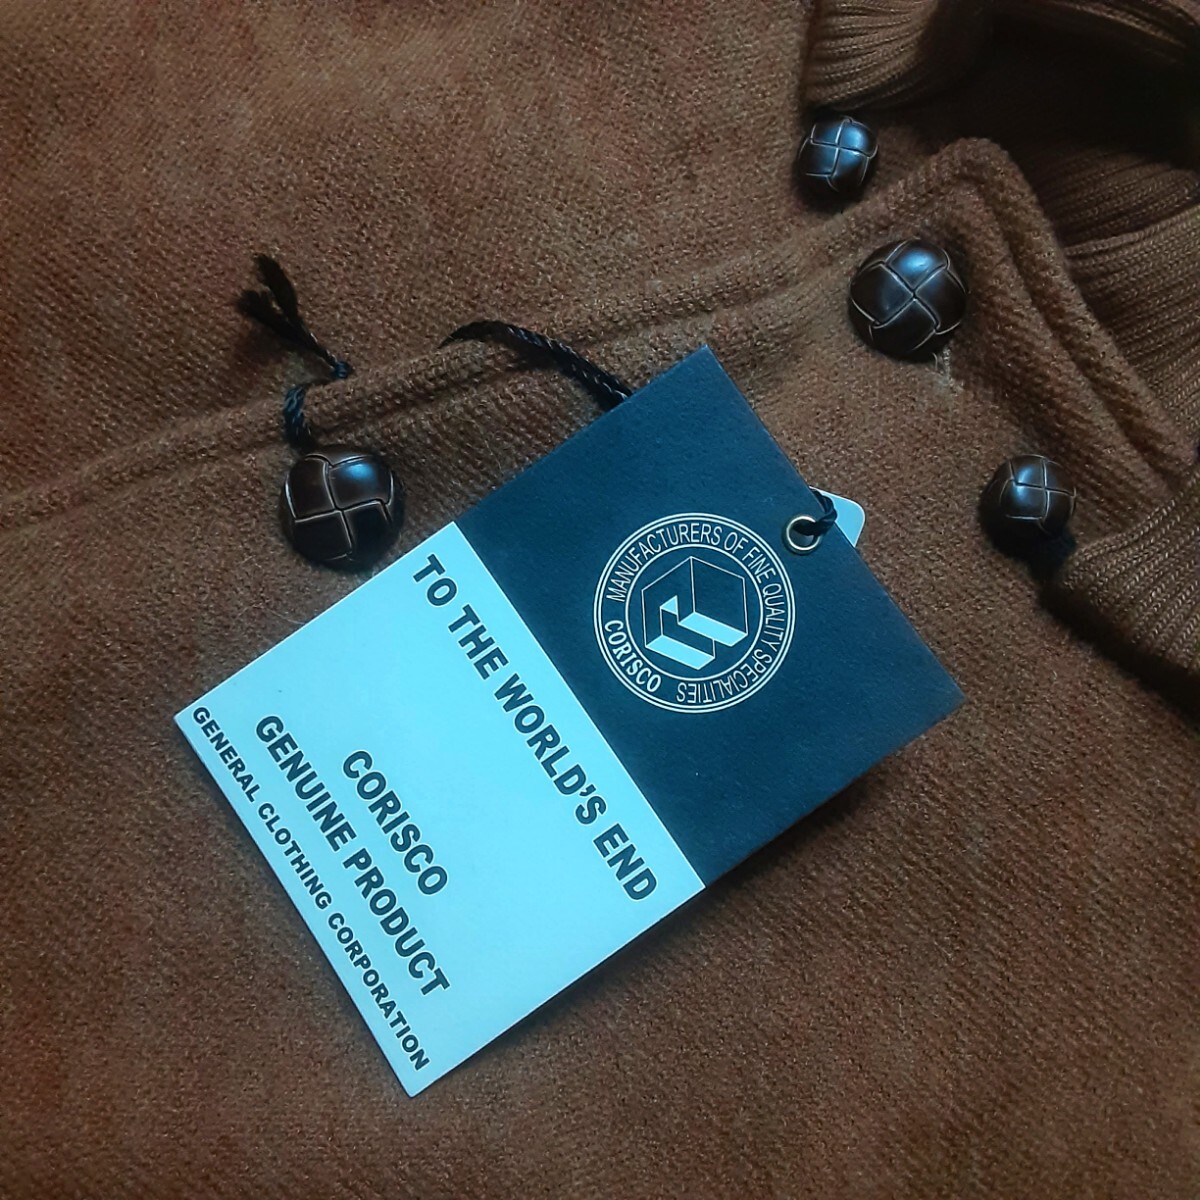 MANUFACTURERS OF FINE QUALITY SPECIALITIES
CORISCO
TO THE WORLD'S END
CORISCO
GENUINE PRODUCT
GENERAL CLOTHING CORPORATION